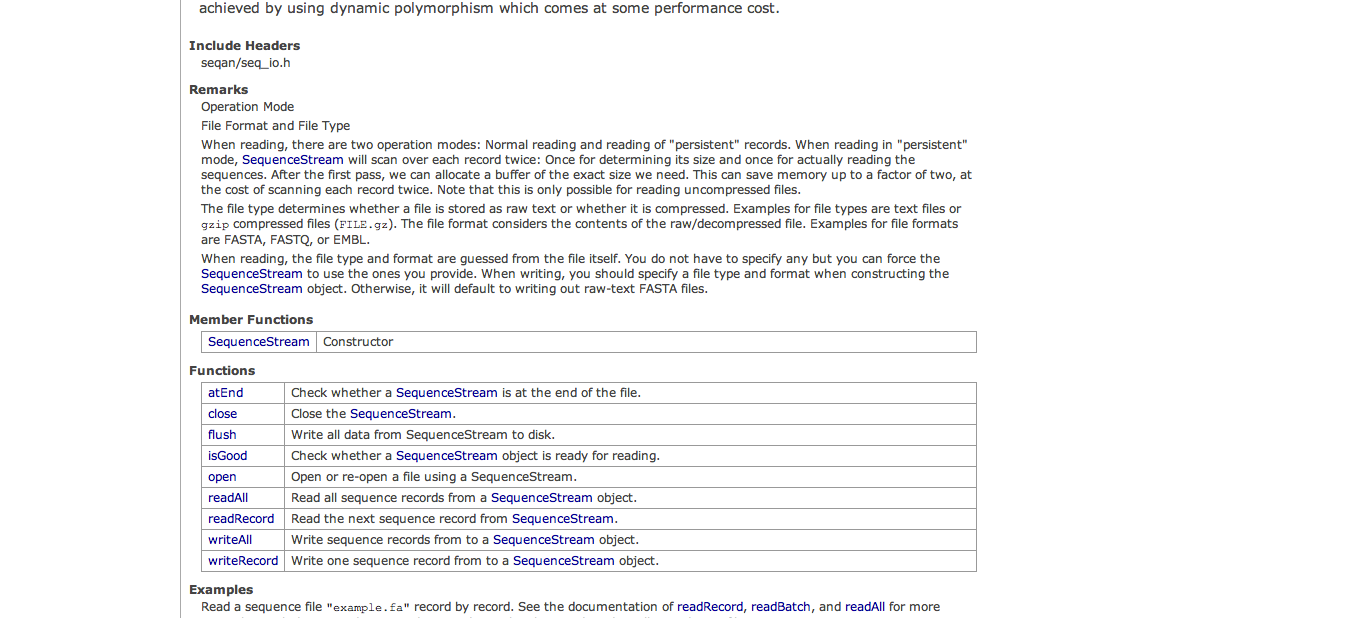 achieved by using dynamic polymorphism which comes at some performance cost.
Include Headers
seqan/seq_io.h
Remarks
Operation Mode
File Format and File Type
When reading, there are two operation modes: Normal reading and reading of "persistent" records. When reading in "persistent"
mode, SequenceStream will scan over each record twice: Once for determining its size and once for actually reading the
sequences. After the first pass, we can allocate a buffer of the exact size we need. This can save memory up to a factor of two, at
the cost of scanning each record twice. Note that this is only possible for reading uncompressed files.
The file type determines whether a file is stored as raw text or whether it is compressed. Examples for file types are text files or
gzip compressed files (FILE.gz). The file format considers the contents of the raw/decompressed file. Examples for file formats
are FASTA, FASTQ, or EMBL.
When reading, the file type and format are guessed from the file itself. You do not have to specify any but you can force the
SequenceStream to use the ones you provide. When writing, you should specify a file type and format when constructing the
SequenceStream object. Otherwise, it will default to writing out raw-text FASTA files.
Member Functions
SequenceStream Constructor
Functions
atEnd Check whether a SequenceStream is at the end of the file.
close Close the SequenceStream.
flush Write all data from SequenceStream to disk.
isGood Check whether a SequenceStream object is ready for reading.
open Open or re-open a file using a SequenceStream.
readAll Read all sequence records from a SequenceStream object.
readRecord Read the next sequence record from SequenceStream.
writeAll Write sequence records from to a SequenceStream object.
writeRecord Write one sequence record from to a SequenceStream object.
Examples
Read a sequence file "example.fa" record by record. See the documentation of readRecord, readBatch, and readAll for more